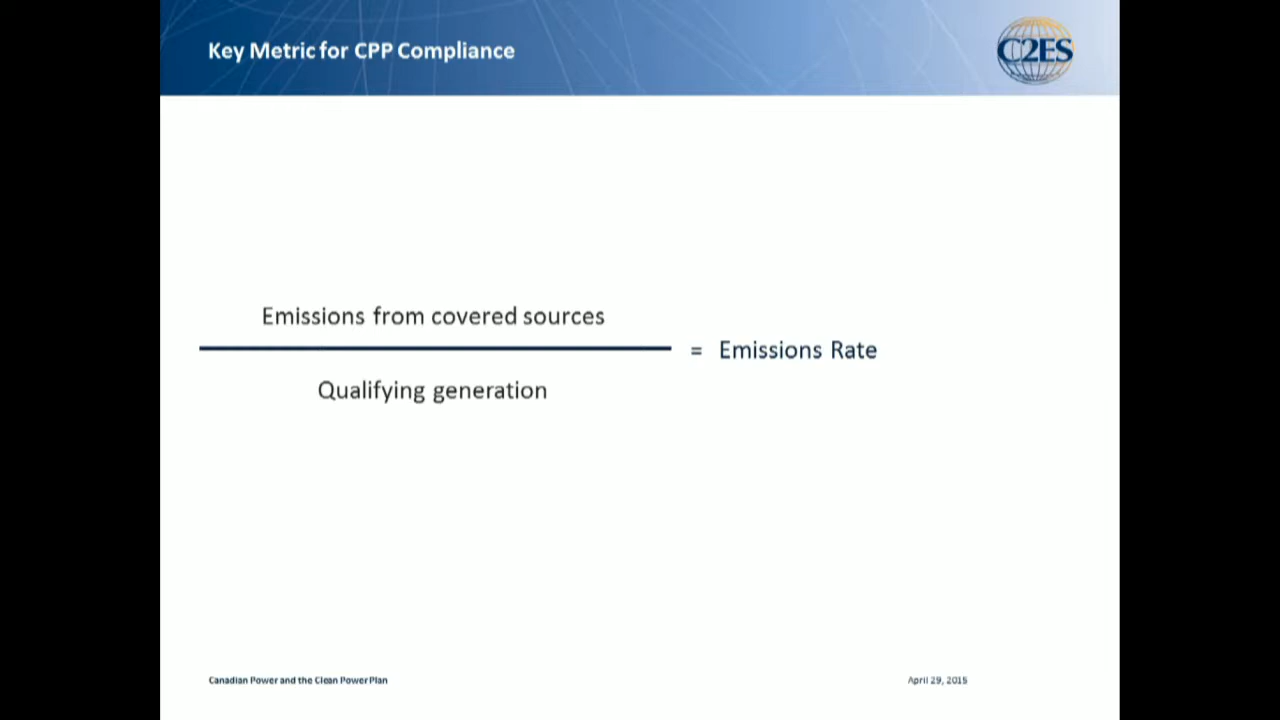 Key Metric for CPP Compliance
C2ES
Emissions from covered sources
= Emissions Rate
Qualifying generation
Canadian Power and the Clean Power Plan
April 29, 2015